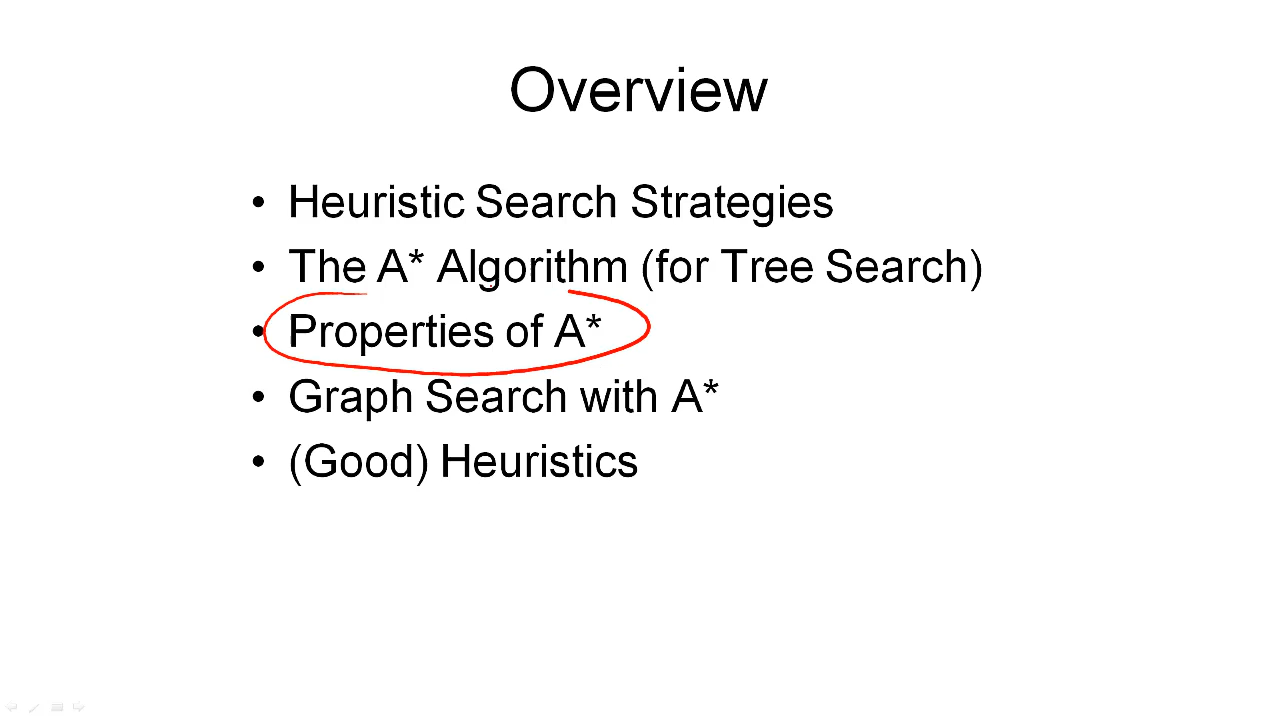 Overview
• Heuristic Search Strategies
• The A* Algorithm (for Tree Search)
• Properties of A*
• Graph Search with A*
• (Good) Heuristics